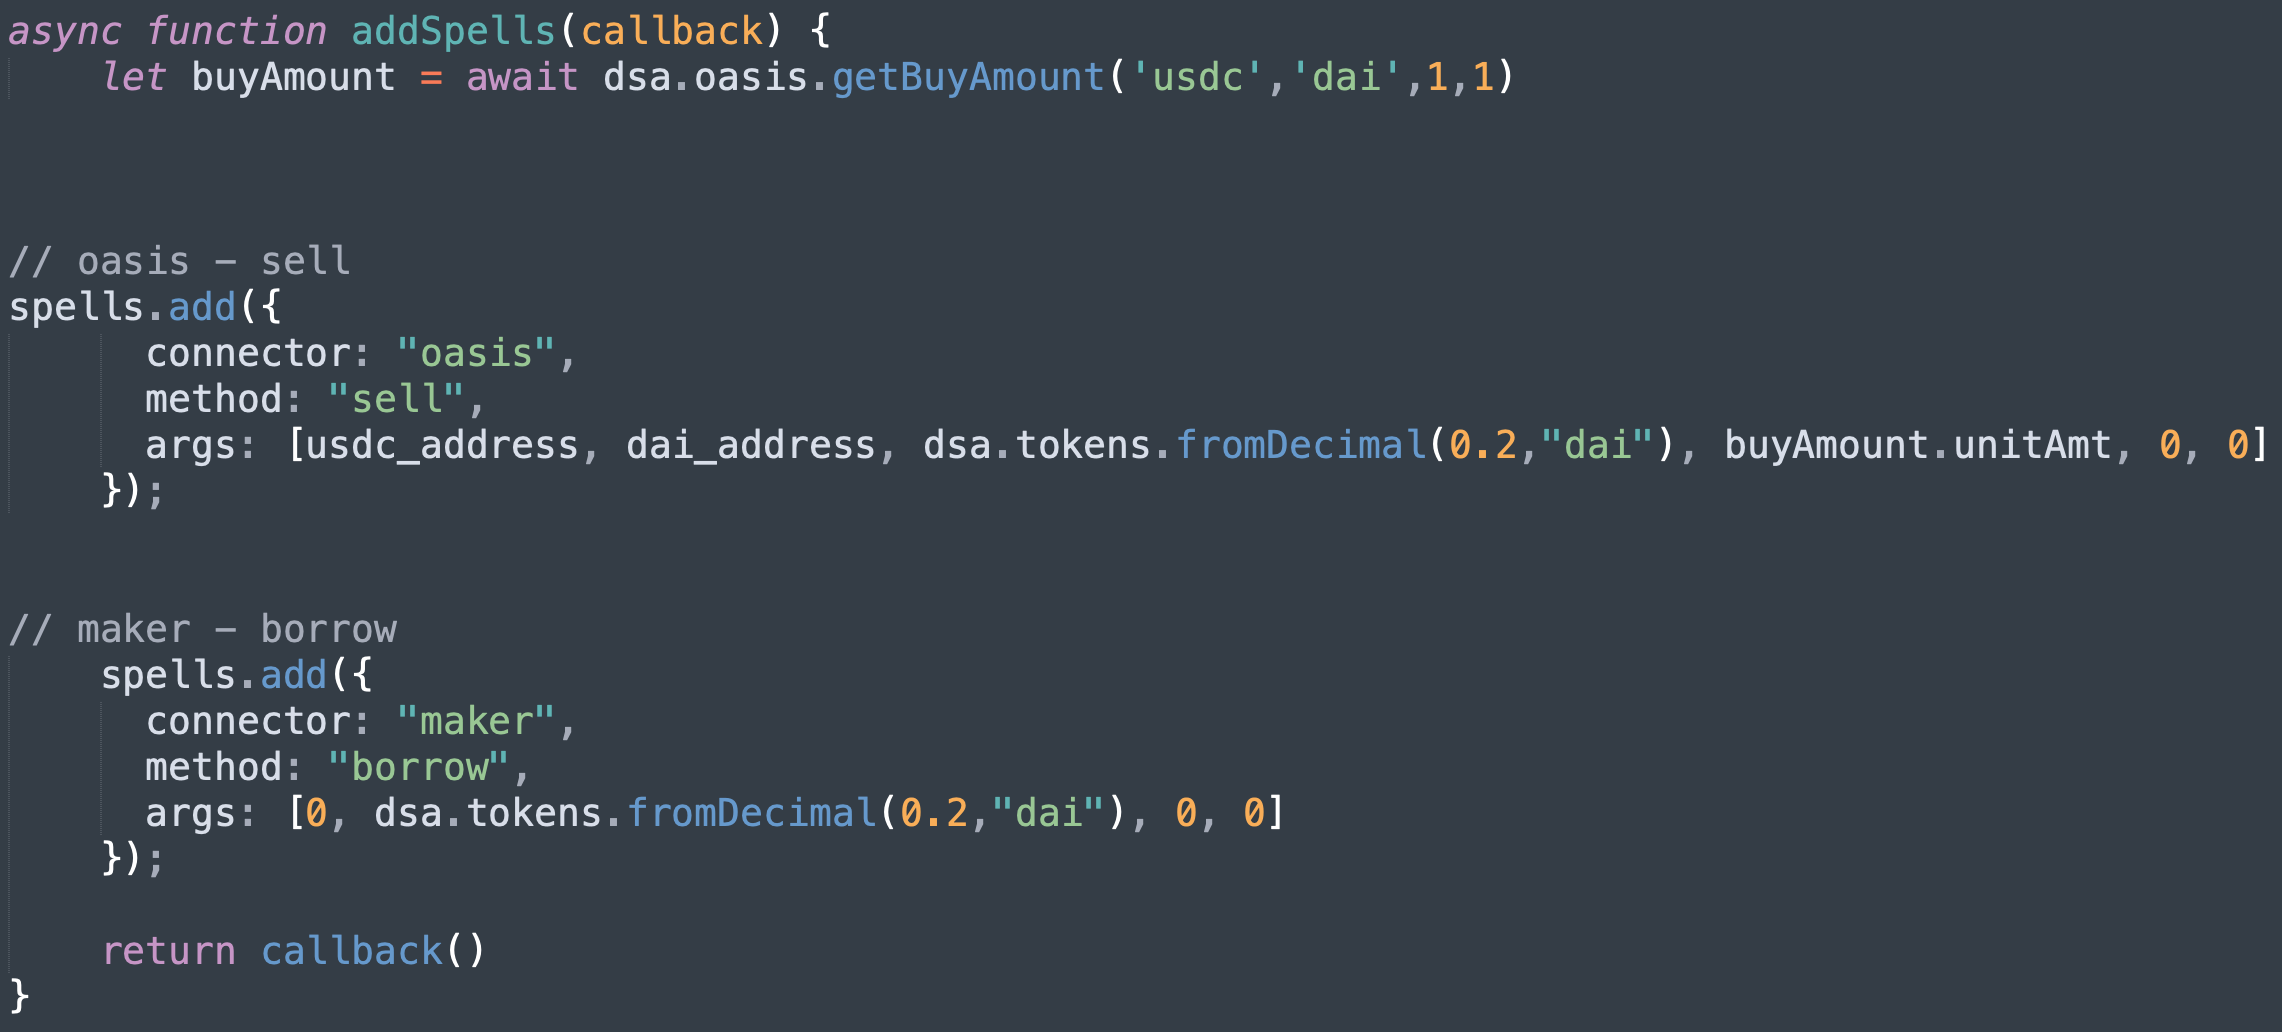 async function addSpells(callback) {
let buyAmount = await dsa.oasis.getBuyAmount('usdc','dai',1,1)
// oasis – sell
spells.add({
connector: "oasis",
method: "sell",
args: [usdc_address, dai_address, dsa.tokens.fromDecimal(0.2,"dai"), buyAmount.unitAmt, 0, 0]
});
// maker – borrow
spells.add({
connector: "maker",
method: "borrow",
args: [0, dsa.tokens.fromDecimal(0.2,"dai"), 0, 0]
});
return callback()
}